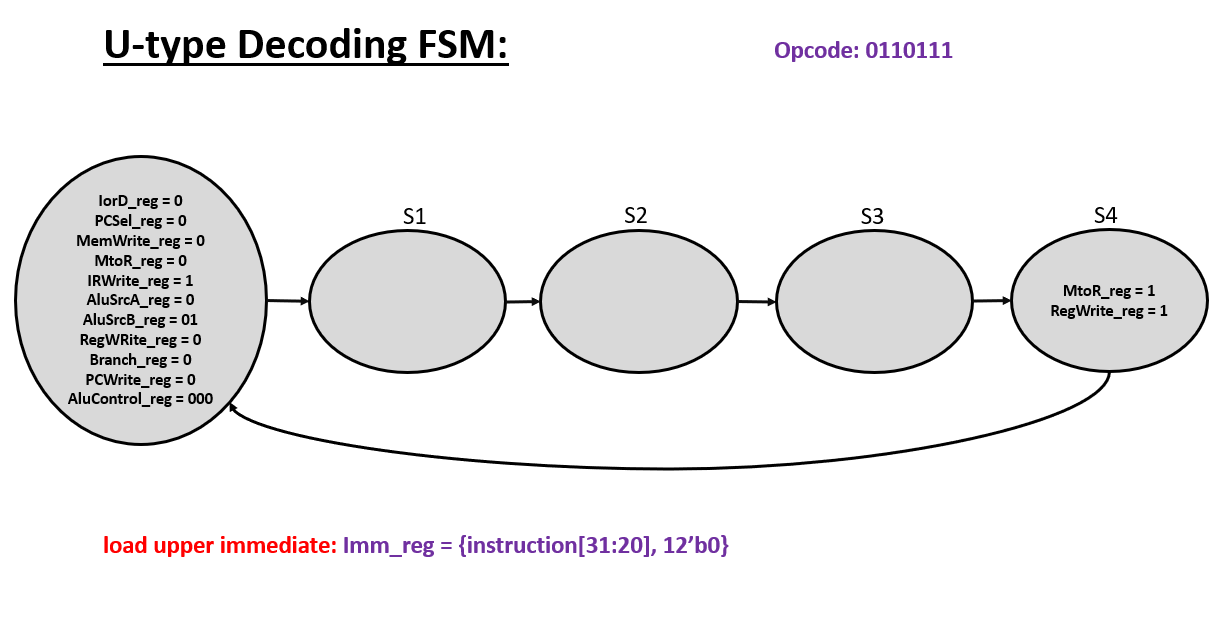 U-type Decoding FSM:
Opcode: 0110111
IorD_reg = 0
PCSel_reg = 0
MemWrite_reg = 0
MtoR_reg = 0
IRWrite_reg = 1
AluSrcA_reg = 0
AluSrcB_reg = 01
RegWRite_reg = 0
Branch_reg = 0
PCWrite_reg = 0
AluControl_reg = 000
S1
S2
S3
S4
MtoR_reg = 1
RegWrite_reg = 1
load upper immediate: Imm_reg = {instruction[31:20], 12’b0}